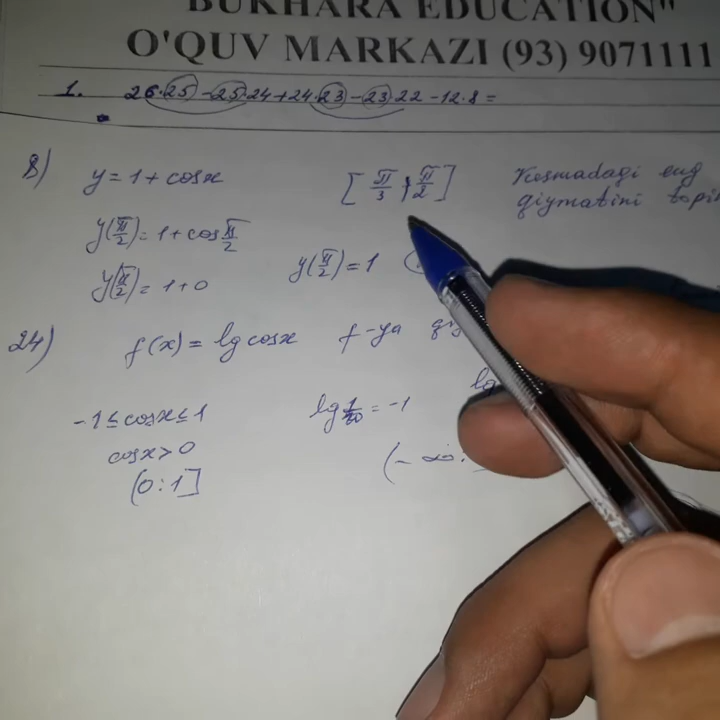 BUKHARA EDUCATION"
O'QUV MARKAZI (93) 9071111
1. 26·25 - 25·24 + 24·23 - 23·22 - 12·8 =
8) y = 1 + cosx [π/3 ; π/2] Kesmadagi eng
qiymatini
y(π/2) = 1 + cos π/2
y(π/2) = 1 + 0 y(π/2) = 1
24) f(x) = lg cosx f-ya
lg
-1 ≤ cosx ≤ 1 lg 1/10 = -1
cosx > 0 (-∞;
(0:1]